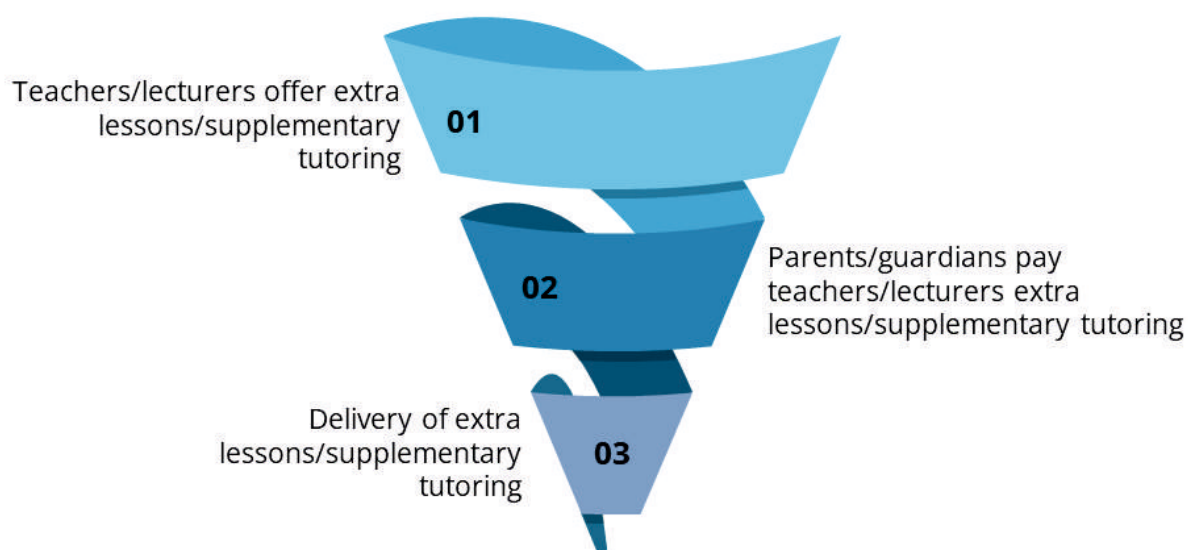 Teachers/lecturers offer extra
lessons/supplementary
tutoring
01
02
Parents/guardians pay
teachers/lecturers extra
lessons/supplementary tutoring
Delivery of extra
lessons/supplementary
tutoring
03